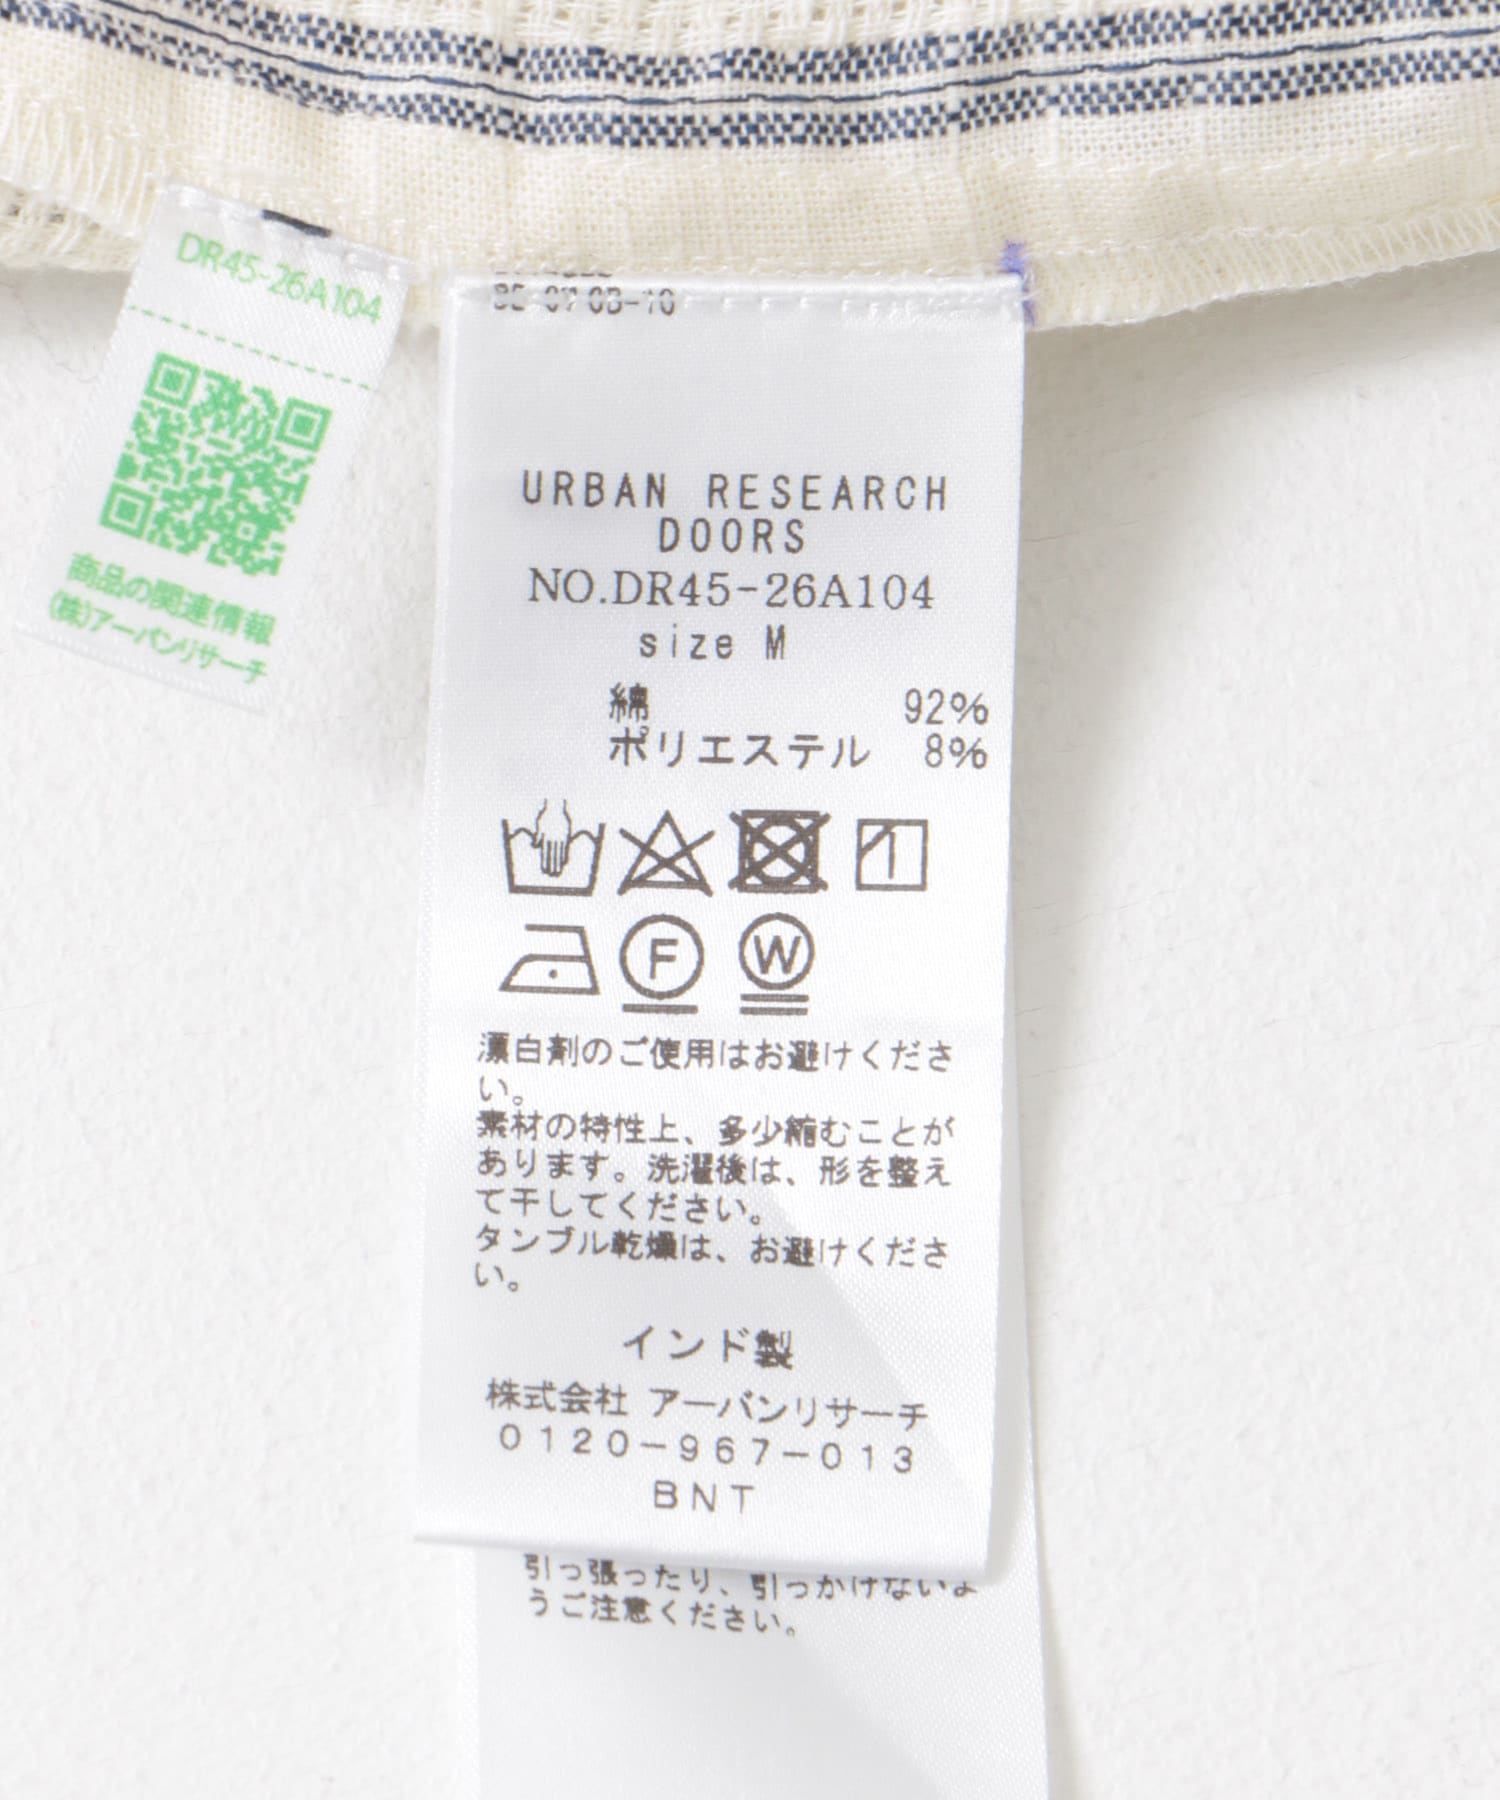 DR45-26A104
商品の関連情報
(株)アーバンリサーチ
URBAN RESEARCH
DOORS
NO.DR45-26A104
size M
綿 92%
ポリエステル 8%
F W
漂白剤のご使用はお避けくださ
い。
素材の特性上、多少縮むことが
あります。洗濯後は、形を整え
て干してください。
タンブル乾燥は、お避けくださ
い。
インド製
株式会社 アーバンリサーチ
0120-967-013
BNT
引っ張ったり、引っかけないよ
うご注意ください。